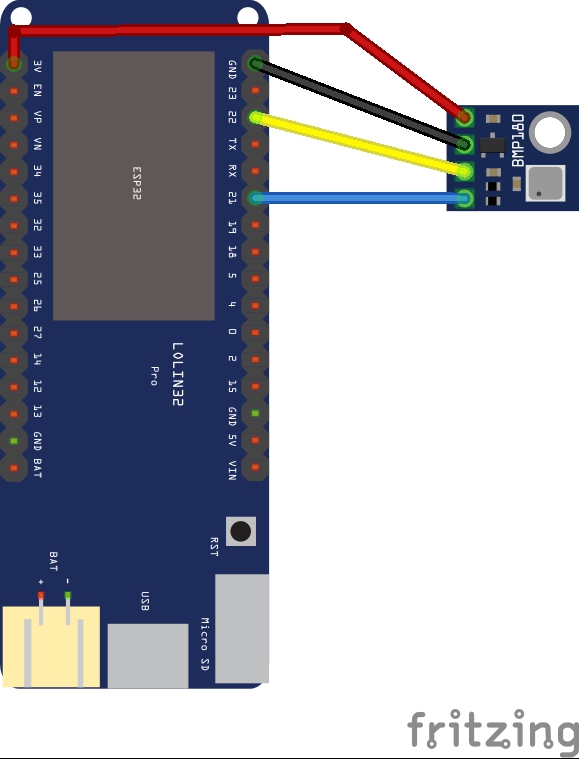 3V
EN
VP
VN
34
35
32
33
25
26
27
14
12
13
GND
BAT
ESP32
GND
23
22
TX
RX
21
19
18
5
4
0
2
15
GND
5V
VIN
LOLIN32
Pro
BMP180
RST
BAT
+ -
USB
Micro SD
fritzing